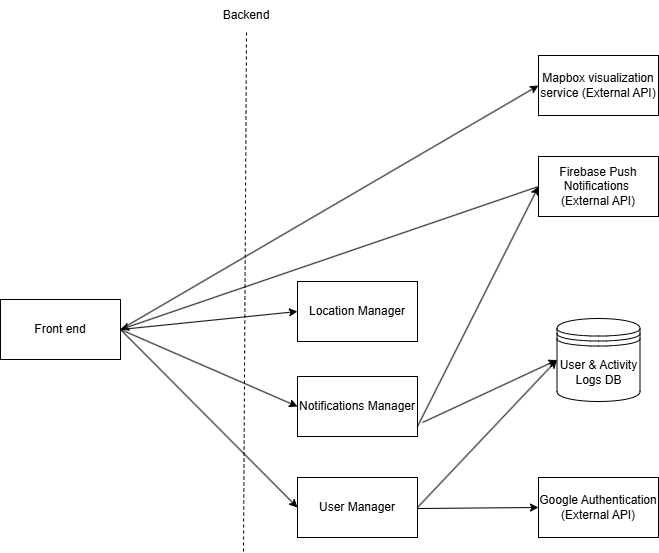 Backend
Mapbox visualization
service (External API)
Firebase Push
Notifications
(External API)
Location Manager
Front end
User & Activity
Logs DB
Notifications Manager
Google Authentication
(External API)
User Manager